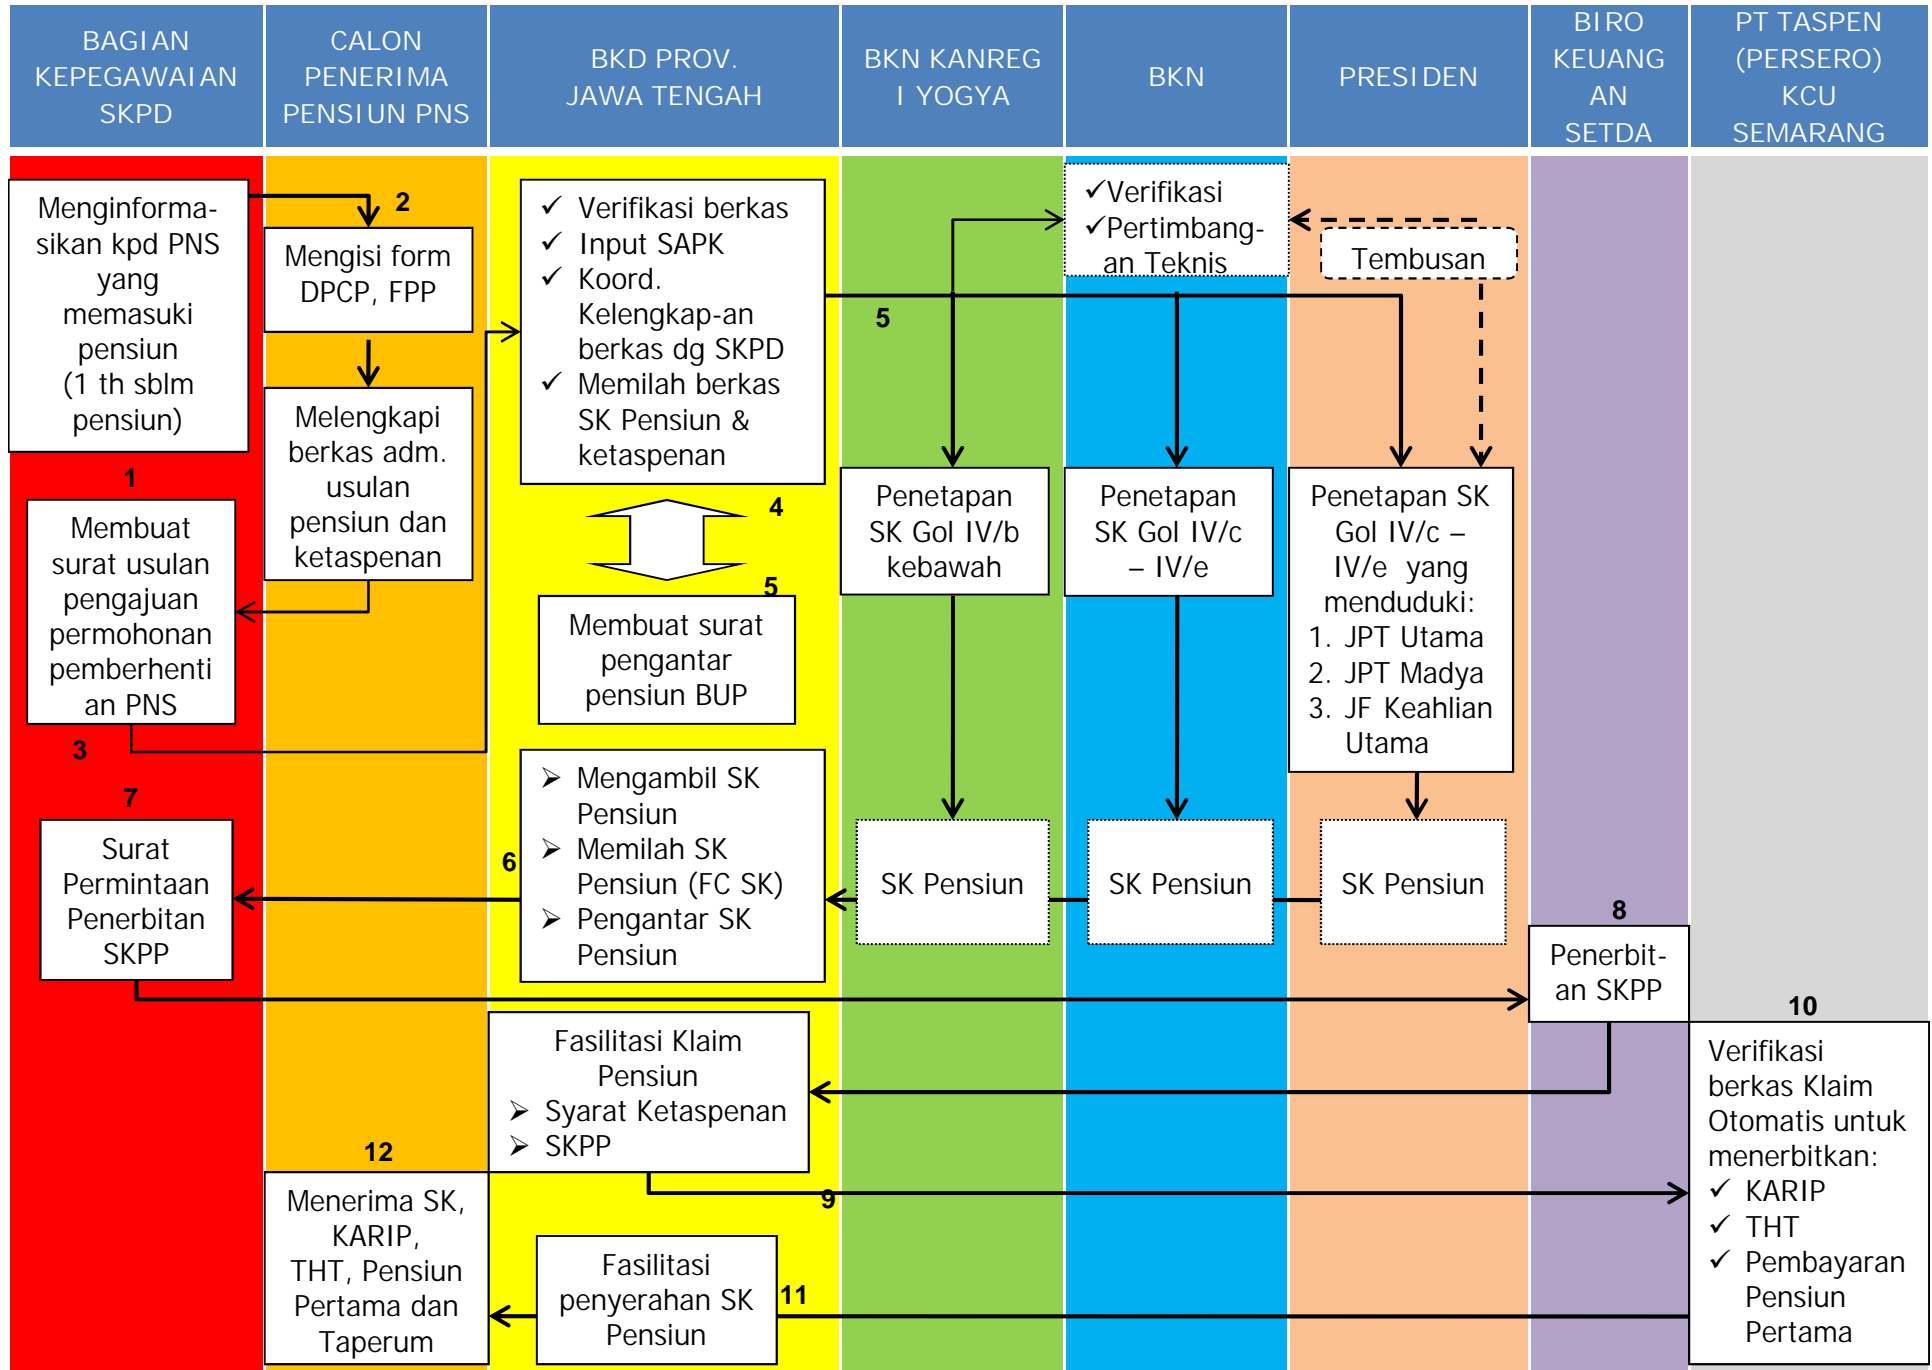 BAGIAN
KEPEGAWAIAN
SKPD
CALON
PENERIMA
PENSIUN PNS
BKD PROV.
JAWA TENGAH
BKN KANREG
I YOGYA
BKN
PRESIDEN
BIRO
KEUANG
AN
SETDA
PT TASPEN
(PERSERO)
KCU
SEMARANG
Menginforma-
sikan kpd PNS
yang
memasuki
pensiun
(1 th sblm
pensiun)
1
2
Mengisi form
DPCP, FPP
Melengkapi
berkas adm.
usulan
pensiun dan
ketaspenan
Membuat
surat usulan
pengajuan
permohonan
pemberhenti
an PNS
3
✓ Verifikasi berkas
✓ Input SAPK
✓ Koord.
Kelengkap-an
berkas dg SKPD
✓ Memilah berkas
SK Pensiun &
ketaspenan
4
5
Membuat surat
pengantar
pensiun BUP
5
✓Verifikasi
✓Pertimbang-
an Teknis
Tembusan
Penetapan
SK Gol IV/b
kebawah
Penetapan
SK Gol IV/c
– IV/e
Penetapan SK
Gol IV/c –
IV/e yang
menduduki:
1. JPT Utama
2. JPT Madya
3. JF Keahlian
Utama
SK Pensiun
SK Pensiun
SK Pensiun
➢ Mengambil SK
Pensiun
➢ Memilah SK
Pensiun (FC SK)
➢ Pengantar SK
Pensiun
6
7
Surat
Permintaan
Penerbitan
SKPP
8
Penerbit-
an SKPP
Fasilitasi Klaim
Pensiun
➢ Syarat Ketaspenan
➢ SKPP
9
10
Verifikasi
berkas Klaim
Otomatis untuk
menerbitkan:
✓ KARIP
✓ THT
✓ Pembayaran
Pensiun
Pertama
11
Fasilitasi
penyerahan SK
Pensiun
12
Menerima SK,
KARIP,
THT, Pensiun
Pertama dan
Taperum